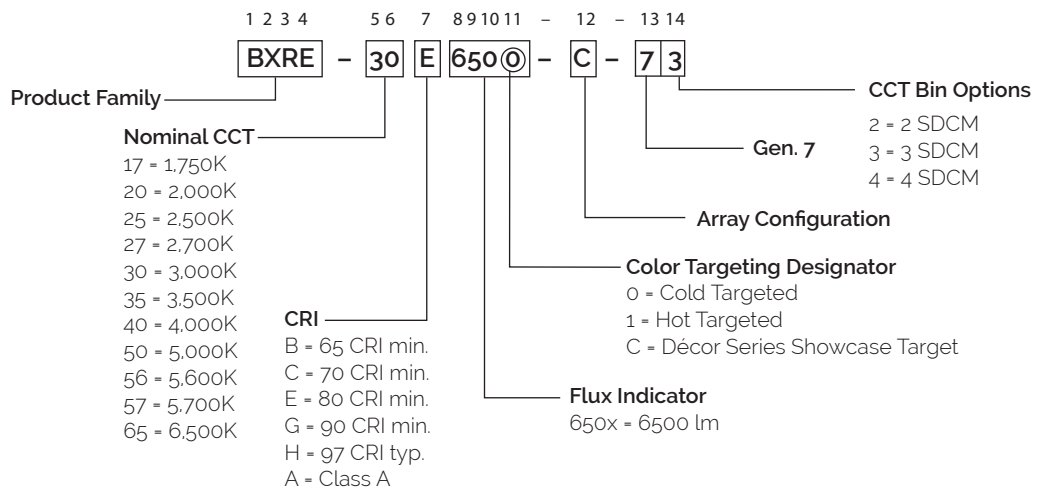 1 2 3 4 5 6 7 8 9 10 11 – 12 – 13 14
BXRE – 30 E 650 0 – C – 7 3
Product Family
Nominal CCT
17 = 1,750K
20 = 2,000K
25 = 2,500K
27 = 2,700K
30 = 3,000K
35 = 3,500K
40 = 4,000K
50 = 5,000K
56 = 5,600K
57 = 5,700K
65 = 6,500K
CRI
B = 65 CRI min.
C = 70 CRI min.
E = 80 CRI min.
G = 90 CRI min.
H = 97 CRI typ.
A = Class A
Flux Indicator
650x = 6500 lm
Color Targeting Designator
0 = Cold Targeted
1 = Hot Targeted
C = Décor Series Showcase Target
Array Configuration
Gen. 7
CCT Bin Options
2 = 2 SDCM
3 = 3 SDCM
4 = 4 SDCM